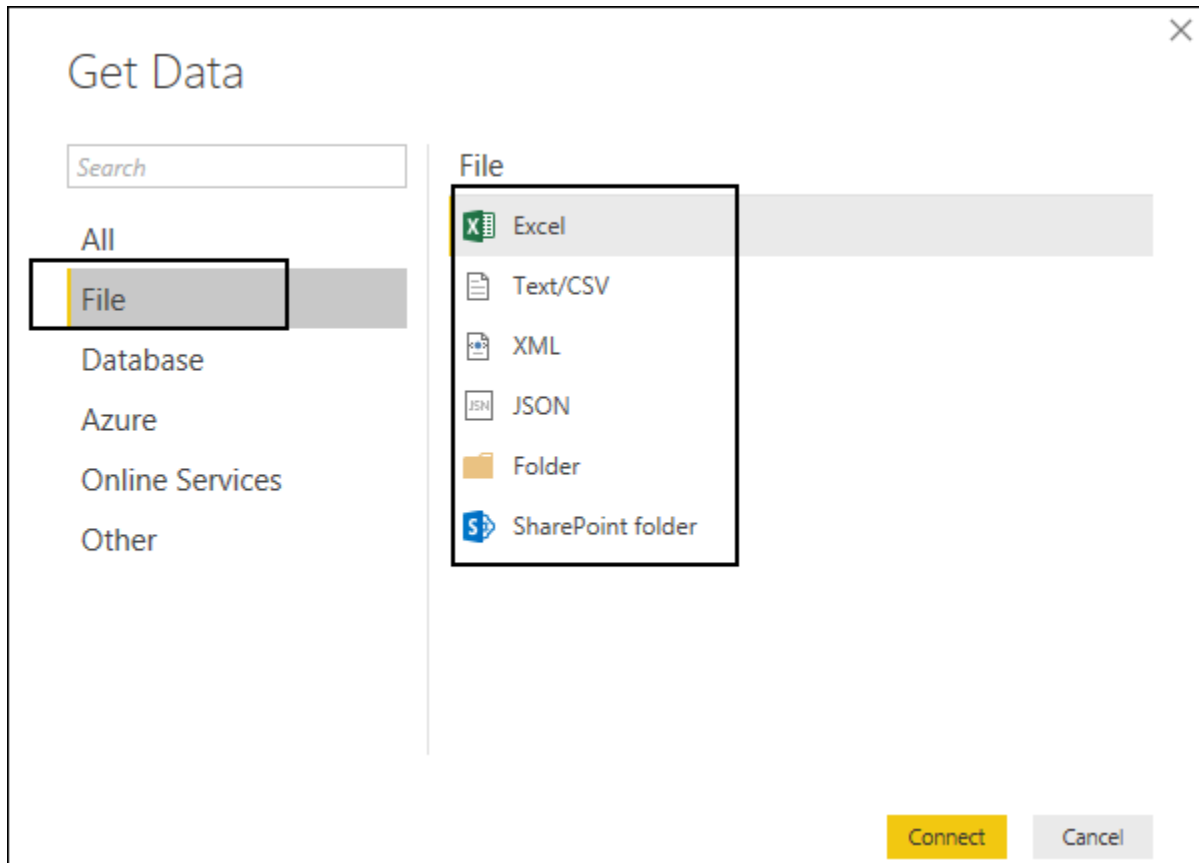 Get Data
Search
All
File
Database
Azure
Online Services
Other
File
Excel
Text/CSV
XML
JSN JSON
Folder
SharePoint folder
Connect Cancel